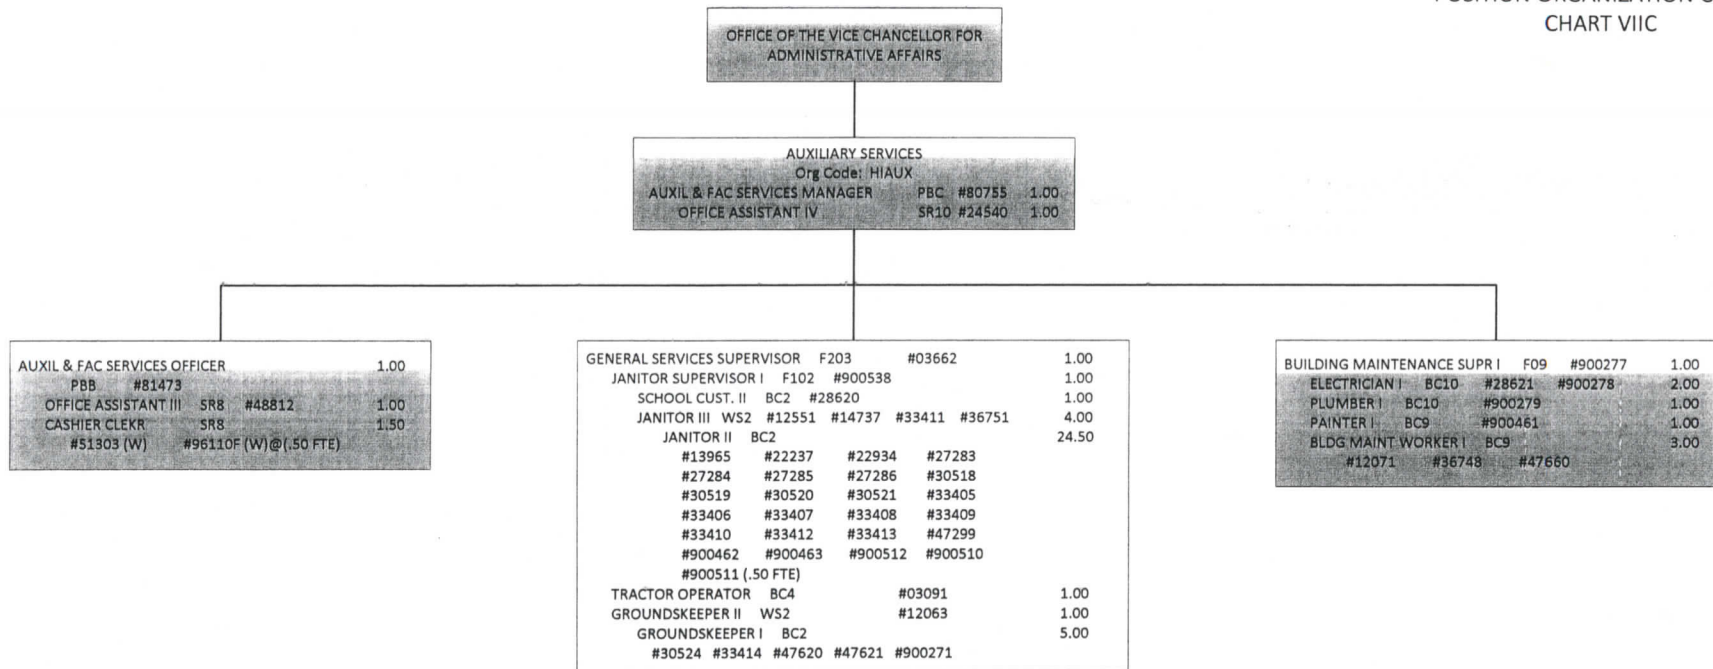 CHART VIIC
OFFICE OF THE VICE CHANCELLOR FOR
ADMINISTRATIVE AFFAIRS
AUXILIARY SERVICES
Org Code: HIAUX
AUXIL & FAC SERVICES MANAGER PBC #80755 1.00
OFFICE ASSISTANT IV SR10 #24540 1.00
AUXIL & FAC SERVICES OFFICER 1.00
PBB #81473
OFFICE ASSISTANT III SR8 #48812 1.00
CASHIER CLEKR SR8 1.50
#51303 (W) #96110F (W)@(.50 FTE)
GENERAL SERVICES SUPERVISOR F203 #03662 1.00
JANITOR SUPERVISOR I F102 #900538 1.00
SCHOOL CUST. II BC2 #28620 1.00
JANITOR III WS2 #12551 #14737 #33411 #36751 4.00
JANITOR II BC2 24.50
#13965 #22237 #22934 #27283
#27284 #27285 #27286 #30518
#30519 #30520 #30521 #33405
#33406 #33407 #33408 #33409
#33410 #33412 #33413 #47299
#900462 #900463 #900512 #900510
#900511 (.50 FTE)
TRACTOR OPERATOR BC4 #03091 1.00
GROUNDSKEEPER II WS2 #12063 1.00
GROUNDSKEEPER I BC2 5.00
#30524 #33414 #47620 #47621 #900271
BUILDING MAINTENANCE SUPR I F09 #900277 1.00
ELECTRICIAN I BC10 #28621 #900278 2.00
PLUMBER I BC10 #900279 1.00
PAINTER I BC9 #900461 1.00
BLDG MAINT WORKER I BC9 3.00
#12071 #36748 #47660